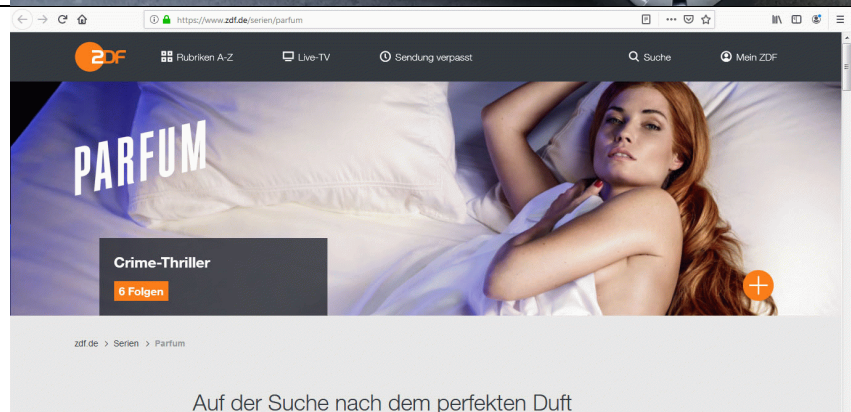 https://www.zdf.de/serien/parfum
ZDF
Rubriken A-Z
Live-TV
Sendung verpasst
Suche
Mein ZDF
PARFUM
Crime-Thriller
6 Folgen
zdf.de > Serien > Parfum
Auf der Suche nach dem perfekten Duft